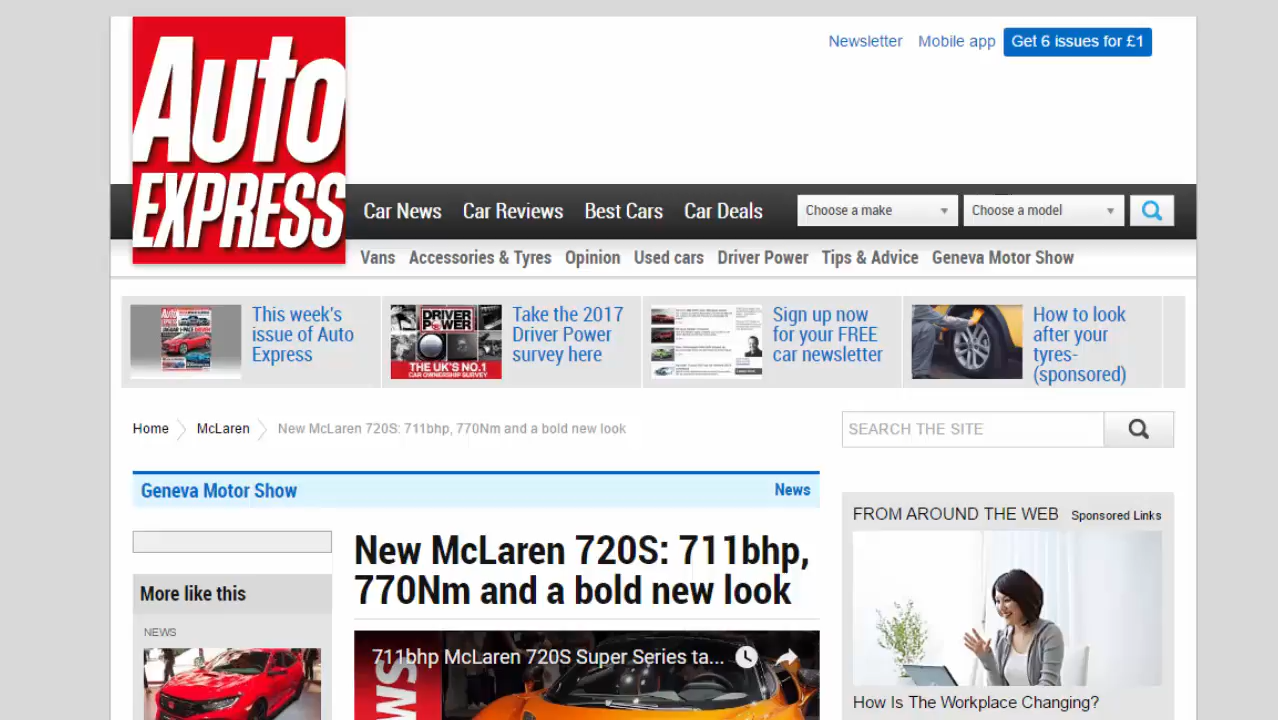 Auto
EXPRESS
Newsletter Mobile app Get 6 issues for £1
Car News Car Reviews Best Cars Car Deals Choose a make Choose a model
Vans Accessories & Tyres Opinion Used cars Driver Power Tips & Advice Geneva Motor Show
This week's
issue of Auto
Express
DRIVER
POWER
THE UK'S NO.1
CAR OWNERSHIP SURVEY
Take the 2017
Driver Power
survey here
Sign up now
for your FREE
car newsletter
How to look
after your
tyres-
(sponsored)
Home McLaren New McLaren 720S: 711bhp, 770Nm and a bold new look
SEARCH THE SITE
Geneva Motor Show News
New McLaren 720S: 711bhp,
770Nm and a bold new look
More like this
NEWS
711bhp McLaren 720S Super Series ta...
FROM AROUND THE WEB Sponsored Links
How Is The Workplace Changing?